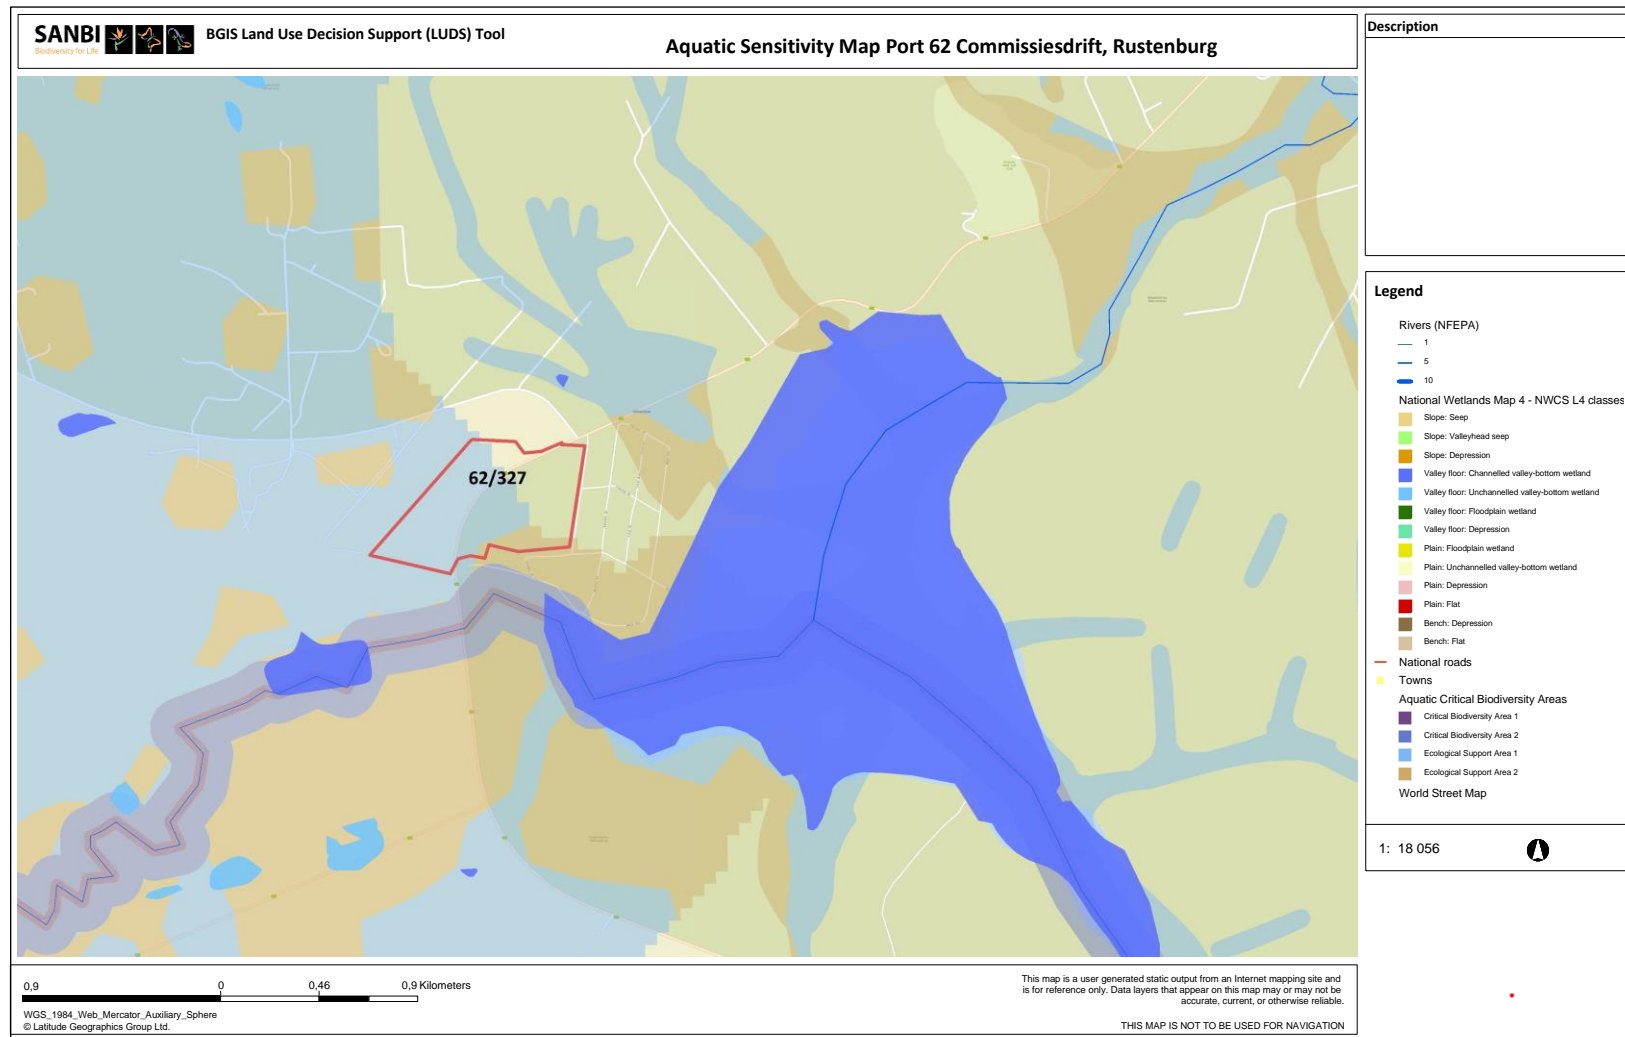 SANBI
Biodiversity for Life
BGIS Land Use Decision Support (LUDS) Tool
Aquatic Sensitivity Map Port 62 Commissiesdrift, Rustenburg
Description
62/327
Legend
Rivers (NFEPA)
1
5
10
National Wetlands Map 4 - NWCS L4 classes
Slope: Seep
Slope: Valleyhead seep
Slope: Depression
Valley floor: Channelled valley-bottom wetland
Valley floor: Unchannelled valley-bottom wetland
Valley floor: Floodplain wetland
Valley floor: Depression
Plain: Floodplain wetland
Plain: Unchannelled valley-bottom wetland
Plain: Depression
Plain: Flat
Bench: Depression
Bench: Flat
National roads
Towns
Aquatic Critical Biodiversity Areas
Critical Biodiversity Area 1
Critical Biodiversity Area 2
Ecological Support Area 1
Ecological Support Area 2
World Street Map
1: 18 056
0,9 0 0,46 0,9 Kilometers
WGS_1984_Web_Mercator_Auxiliary_Sphere
© Latitude Geographics Group Ltd.
This map is a user generated static output from an Internet mapping site and
is for reference only. Data layers that appear on this map may or may not be
accurate, current, or otherwise reliable.
THIS MAP IS NOT TO BE USED FOR NAVIGATION